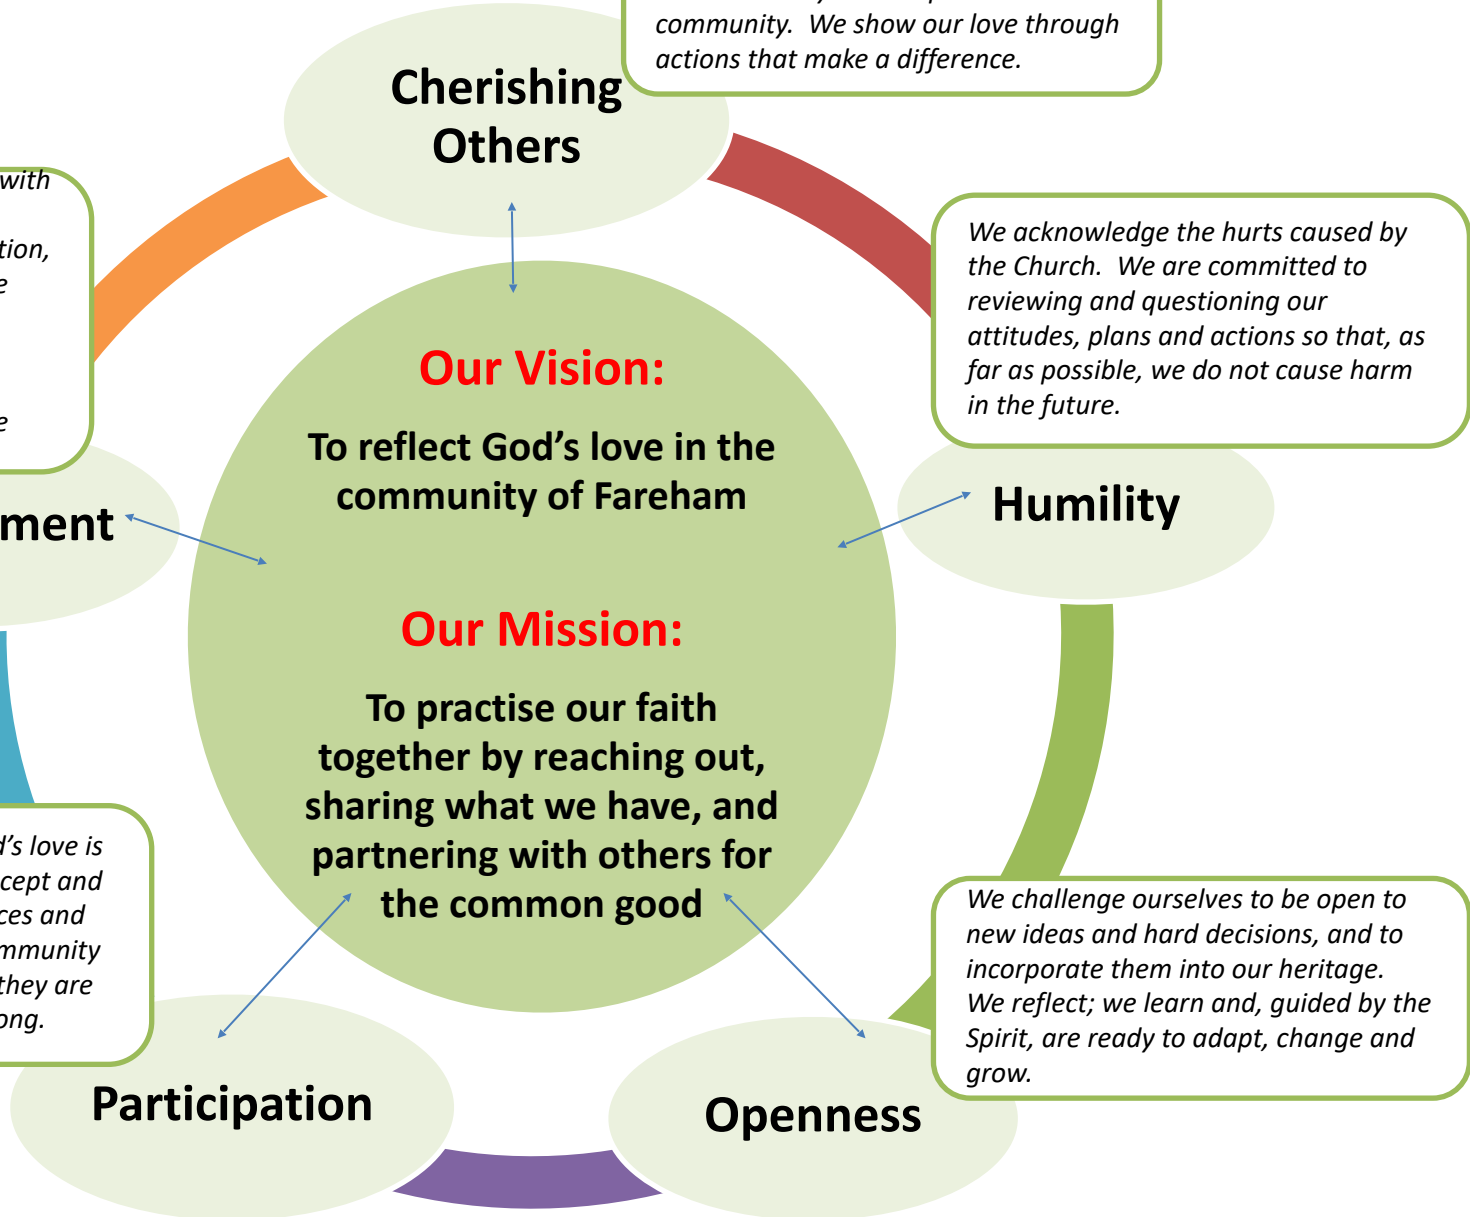 community.  We show our love through
actions that make a difference.
Cherishing
Others
with
We acknowledge the hurts caused by
the Church.  We are committed to
reviewing and questioning our
attitudes, plans and actions so that, as
far as possible, we do not cause harm
in the future.
Our Vision:
To reflect God's love in the
community of Fareham
ment
Humility
Our Mission:
To practise our faith
together by reaching out,
sharing what we have, and
partnering with others for
the common good
love is
cept and
ces and
mmunity
they are
ong.
We challenge ourselves to be open to
new ideas and hard decisions, and to
incorporate them into our heritage.
We reflect; we learn and, guided by the
Spirit, are ready to adapt, change and
grow.
Participation
Openness